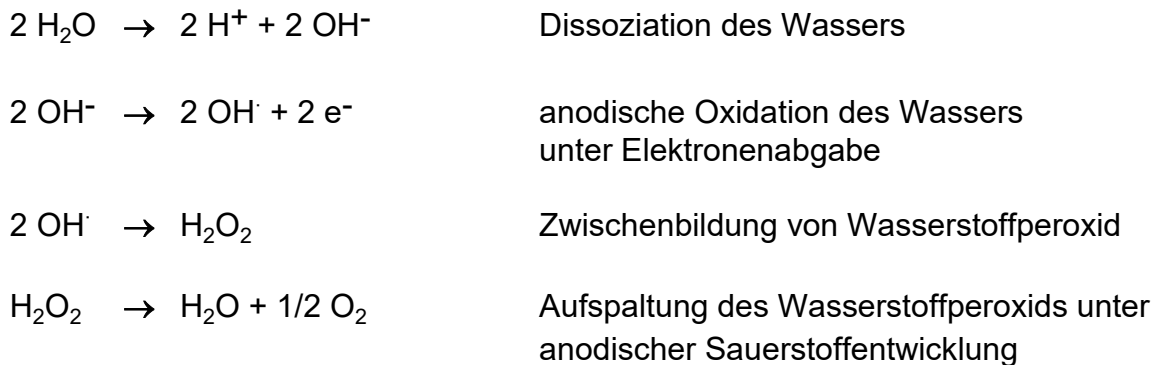 2 H₂O → 2 H⁺ + 2 OH⁻ Dissoziation des Wassers
2 OH⁻ → 2 OH· + 2 e⁻ anodische Oxidation des Wassers
unter Elektronenabgabe
2 OH· → H₂O₂ Zwischenbildung von Wasserstoffperoxid
H₂O₂ → H₂O + 1/2 O₂ Aufspaltung des Wasserstoffperoxids unter
anodischer Sauerstoffentwicklung